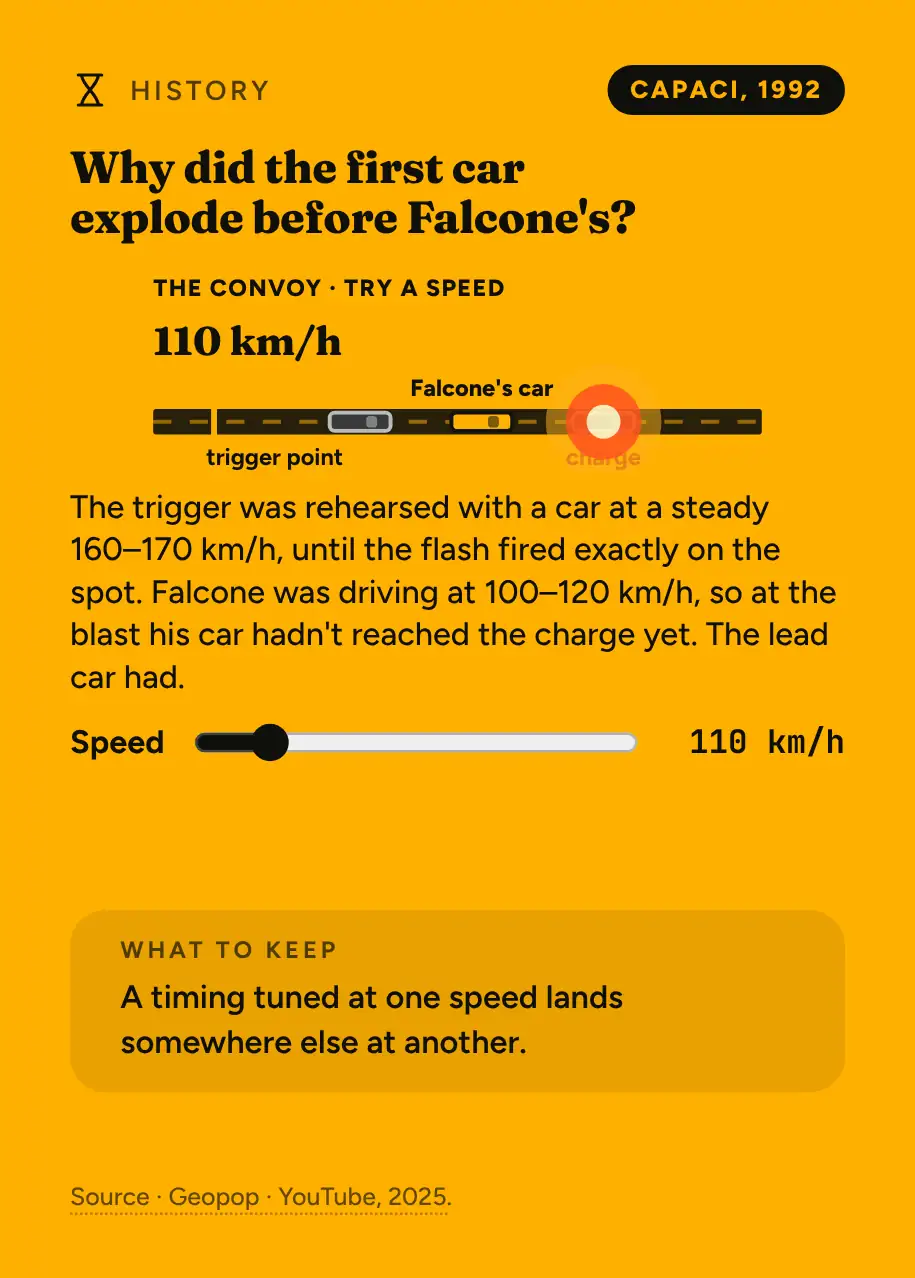 HISTORY
CAPACI, 1992
Why did the first car
explode before Falcone's?
THE CONVOY · TRY A SPEED
110 km/h
Falcone's car
trigger point
charge
The trigger was rehearsed with a car at a steady
160–170 km/h, until the flash fired exactly on the
spot. Falcone was driving at 100–120 km/h, so at the
blast his car hadn't reached the charge yet. The lead
car had.
Speed
110 km/h
WHAT TO KEEP
A timing tuned at one speed lands
somewhere else at another.
Source · Geopop · YouTube, 2025.